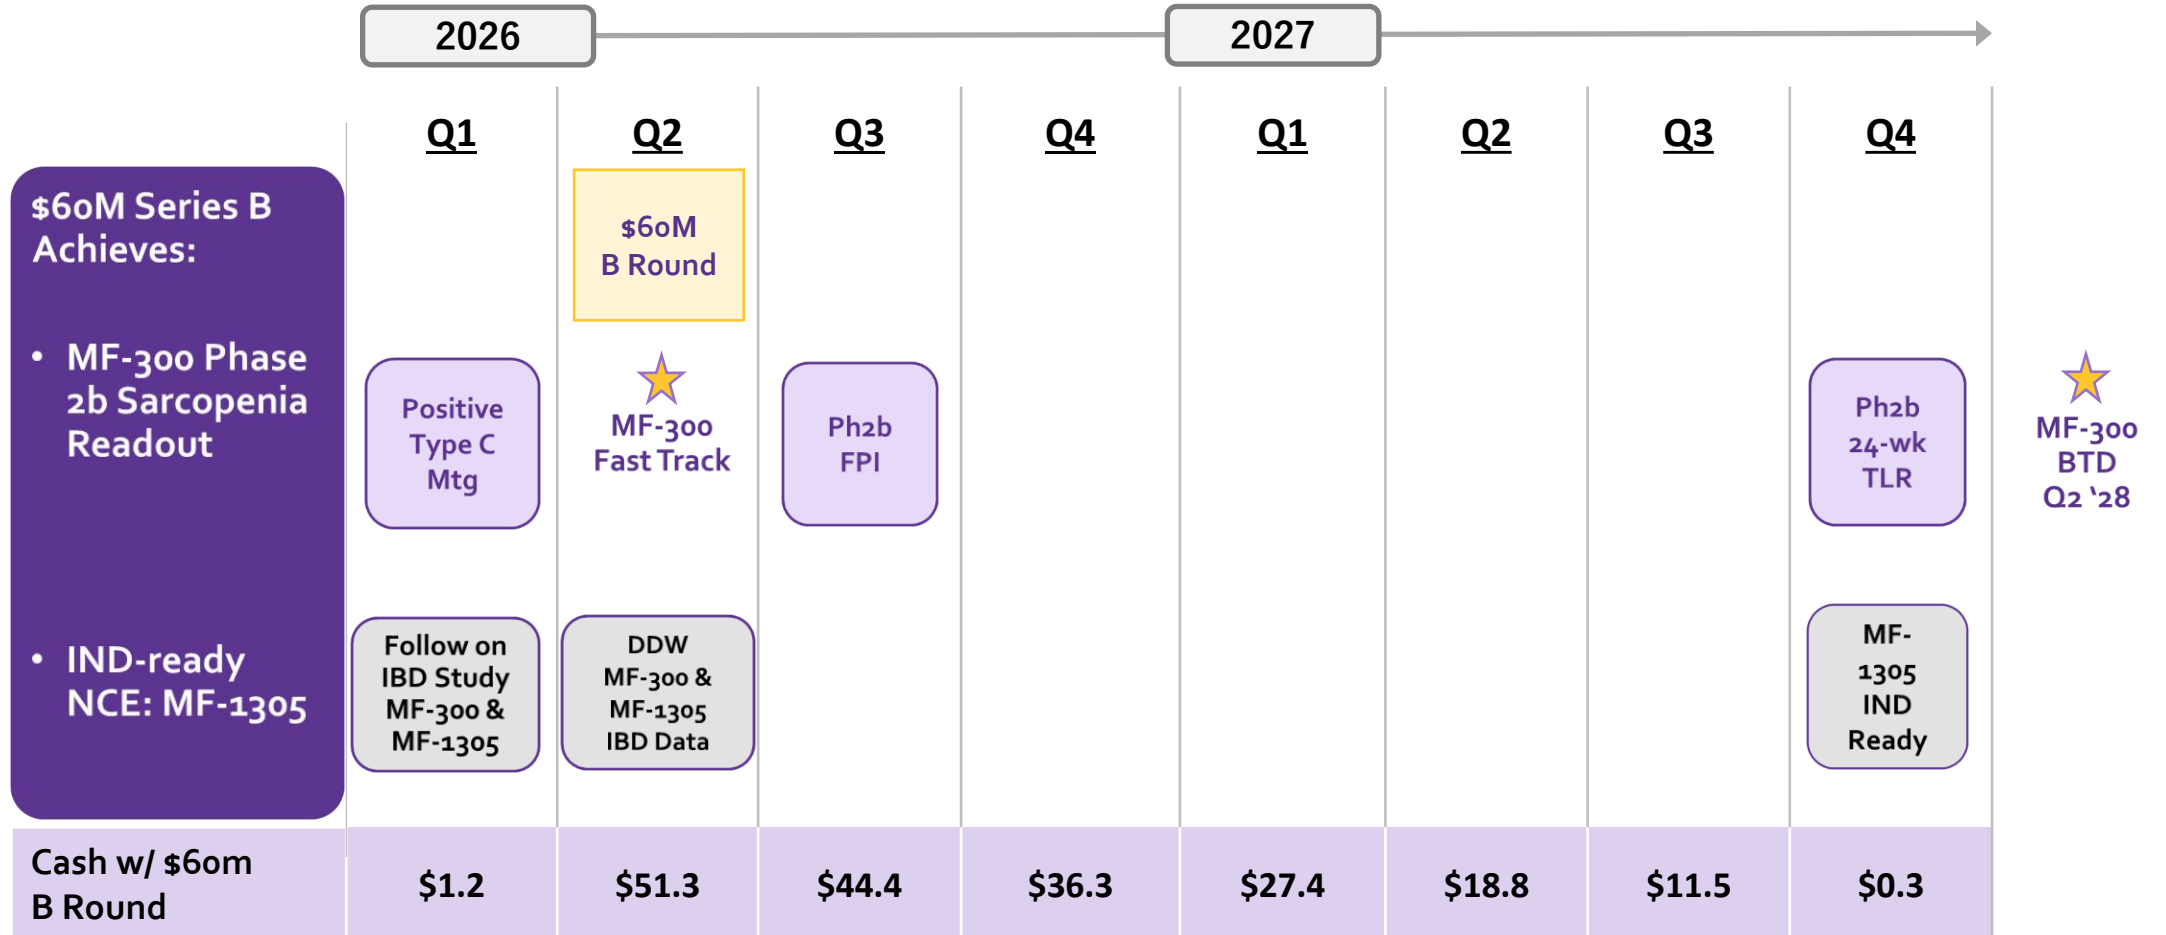 2026
2027
Q1
Q2
Q3
Q4
Q1
Q2
Q3
Q4
$60M Series B
Achieves:
• MF-300 Phase
2b Sarcopenia
Readout
• IND-ready
NCE: MF-1305
$60M
B Round
Positive
Type C
Mtg
MF-300
Fast Track
Ph2b
FPI
Ph2b
24-wk
TLR
MF-300
BTD
Q2 ‘28
Follow on
IBD Study
MF-300 &
MF-1305
DDW
MF-300 &
MF-1305
IBD Data
MF-
1305
IND
Ready
Cash w/ $60m
B Round
$1.2
$51.3
$44.4
$36.3
$27.4
$18.8
$11.5
$0.3